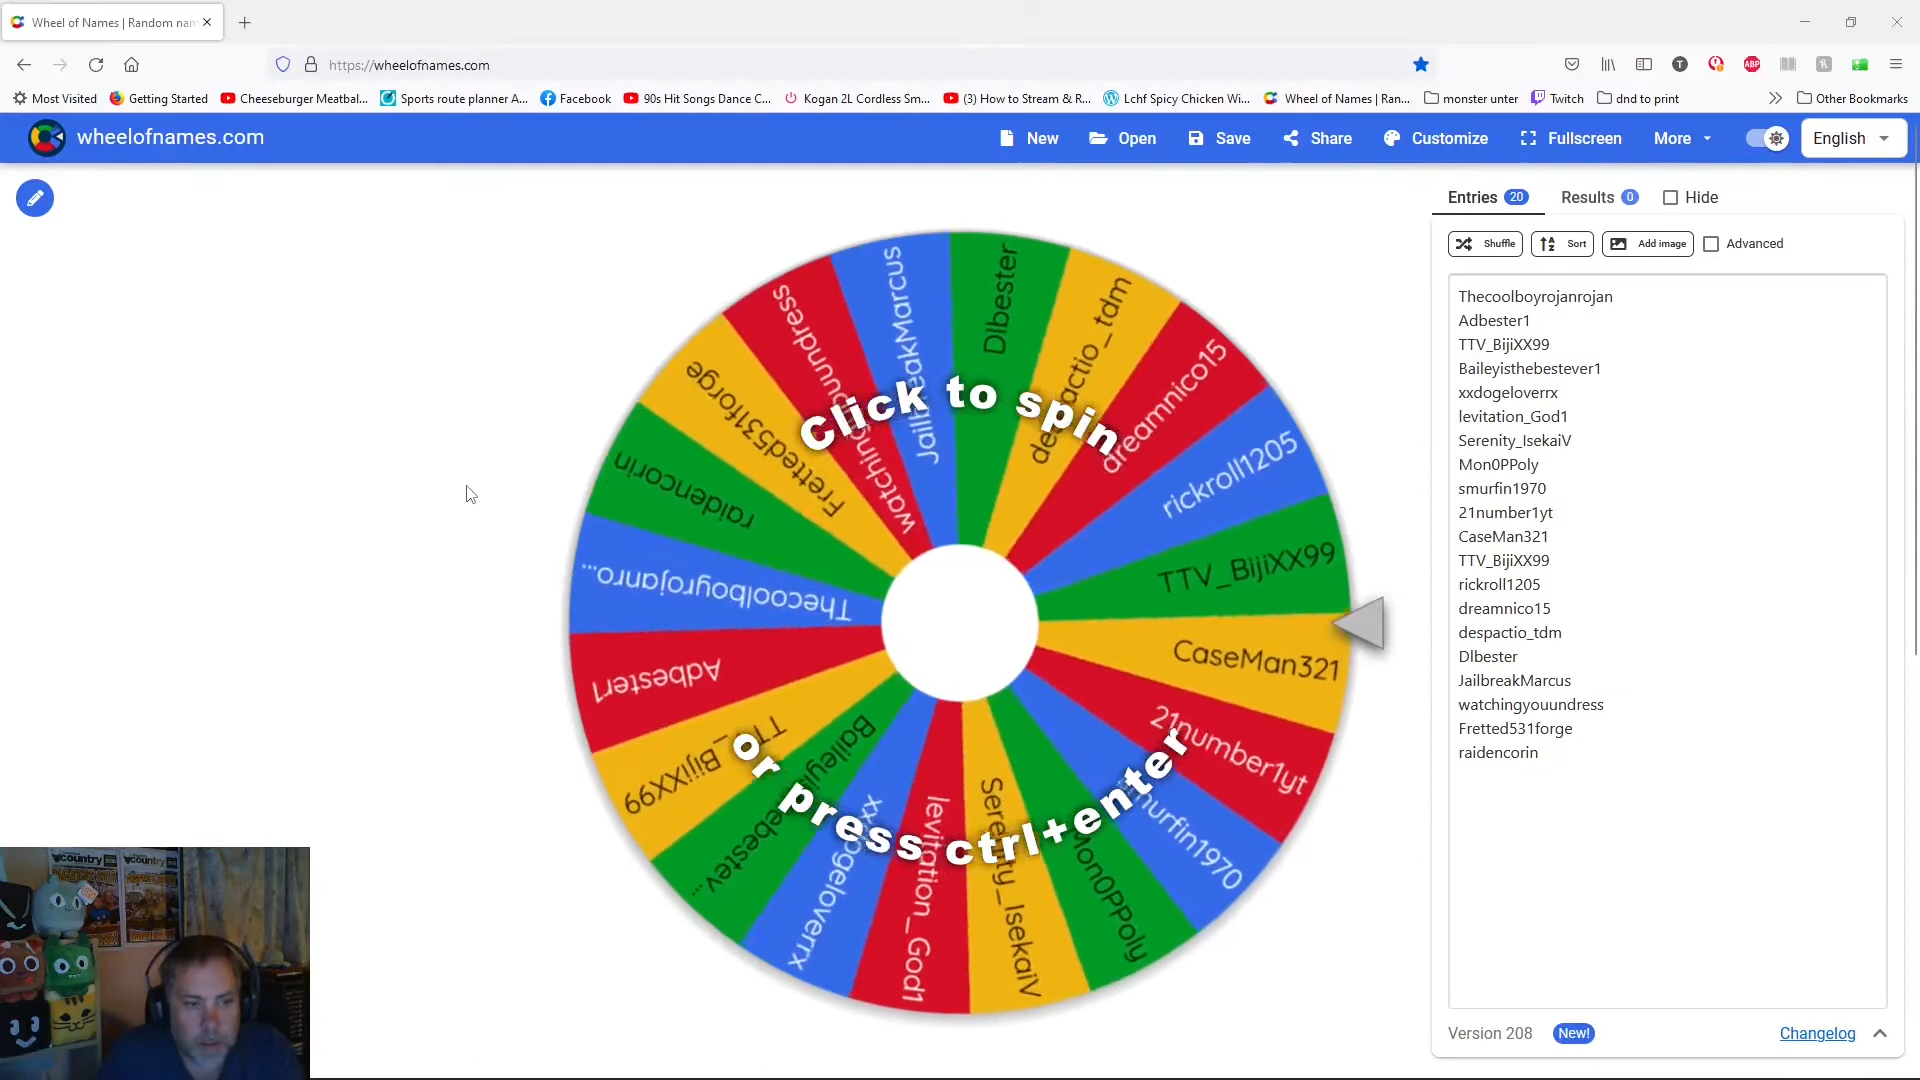 Wheel of Names | Random nam
https://wheelofnames.com
Most Visited
Getting Started
Cheeseburger Meatbal...
Sports route planner A...
Facebook
90s Hit Songs Dance C...
Kogan 2L Cordless Sm...
(3) How to Stream & R...
Lchf Spicy Chicken Wi...
Wheel of Names | Ran...
monster unter
Twitch
dnd to print
Other Bookmarks
wheelofnames.com
New
Open
Save
Share
Customize
Fullscreen
More
English
Entries 20
Results 0
Hide
Shuffle
Sort
Add image
Advanced
Thecoolboyrojanrojan
Adbester1
TTV_BijiXX99
Baileyisthebestever1
xxdogeloverrx
levitation_God1
Serenity_IsekaiV
Mon0PPoly
smurfin1970
21number1yt
CaseMan321
TTV_BijiXX99
rickroll1205
dreamnico15
despactio_tdm
Dlbester
JailbreakMarcus
watchingyouundress
Fretted531forge
raidencorin
Version 208
New!
Changelog
Click to spin
or press ctrl+enter
Dlbester
dreamnico15
rickroll1205
TTV_BijiXX99
CaseMan321
21number1yt
levitation_God1
Adbester1
Thecoolboyrojanro...
raidencorin
Fretted531forge
JailbreakMarcus
country
country
ABP